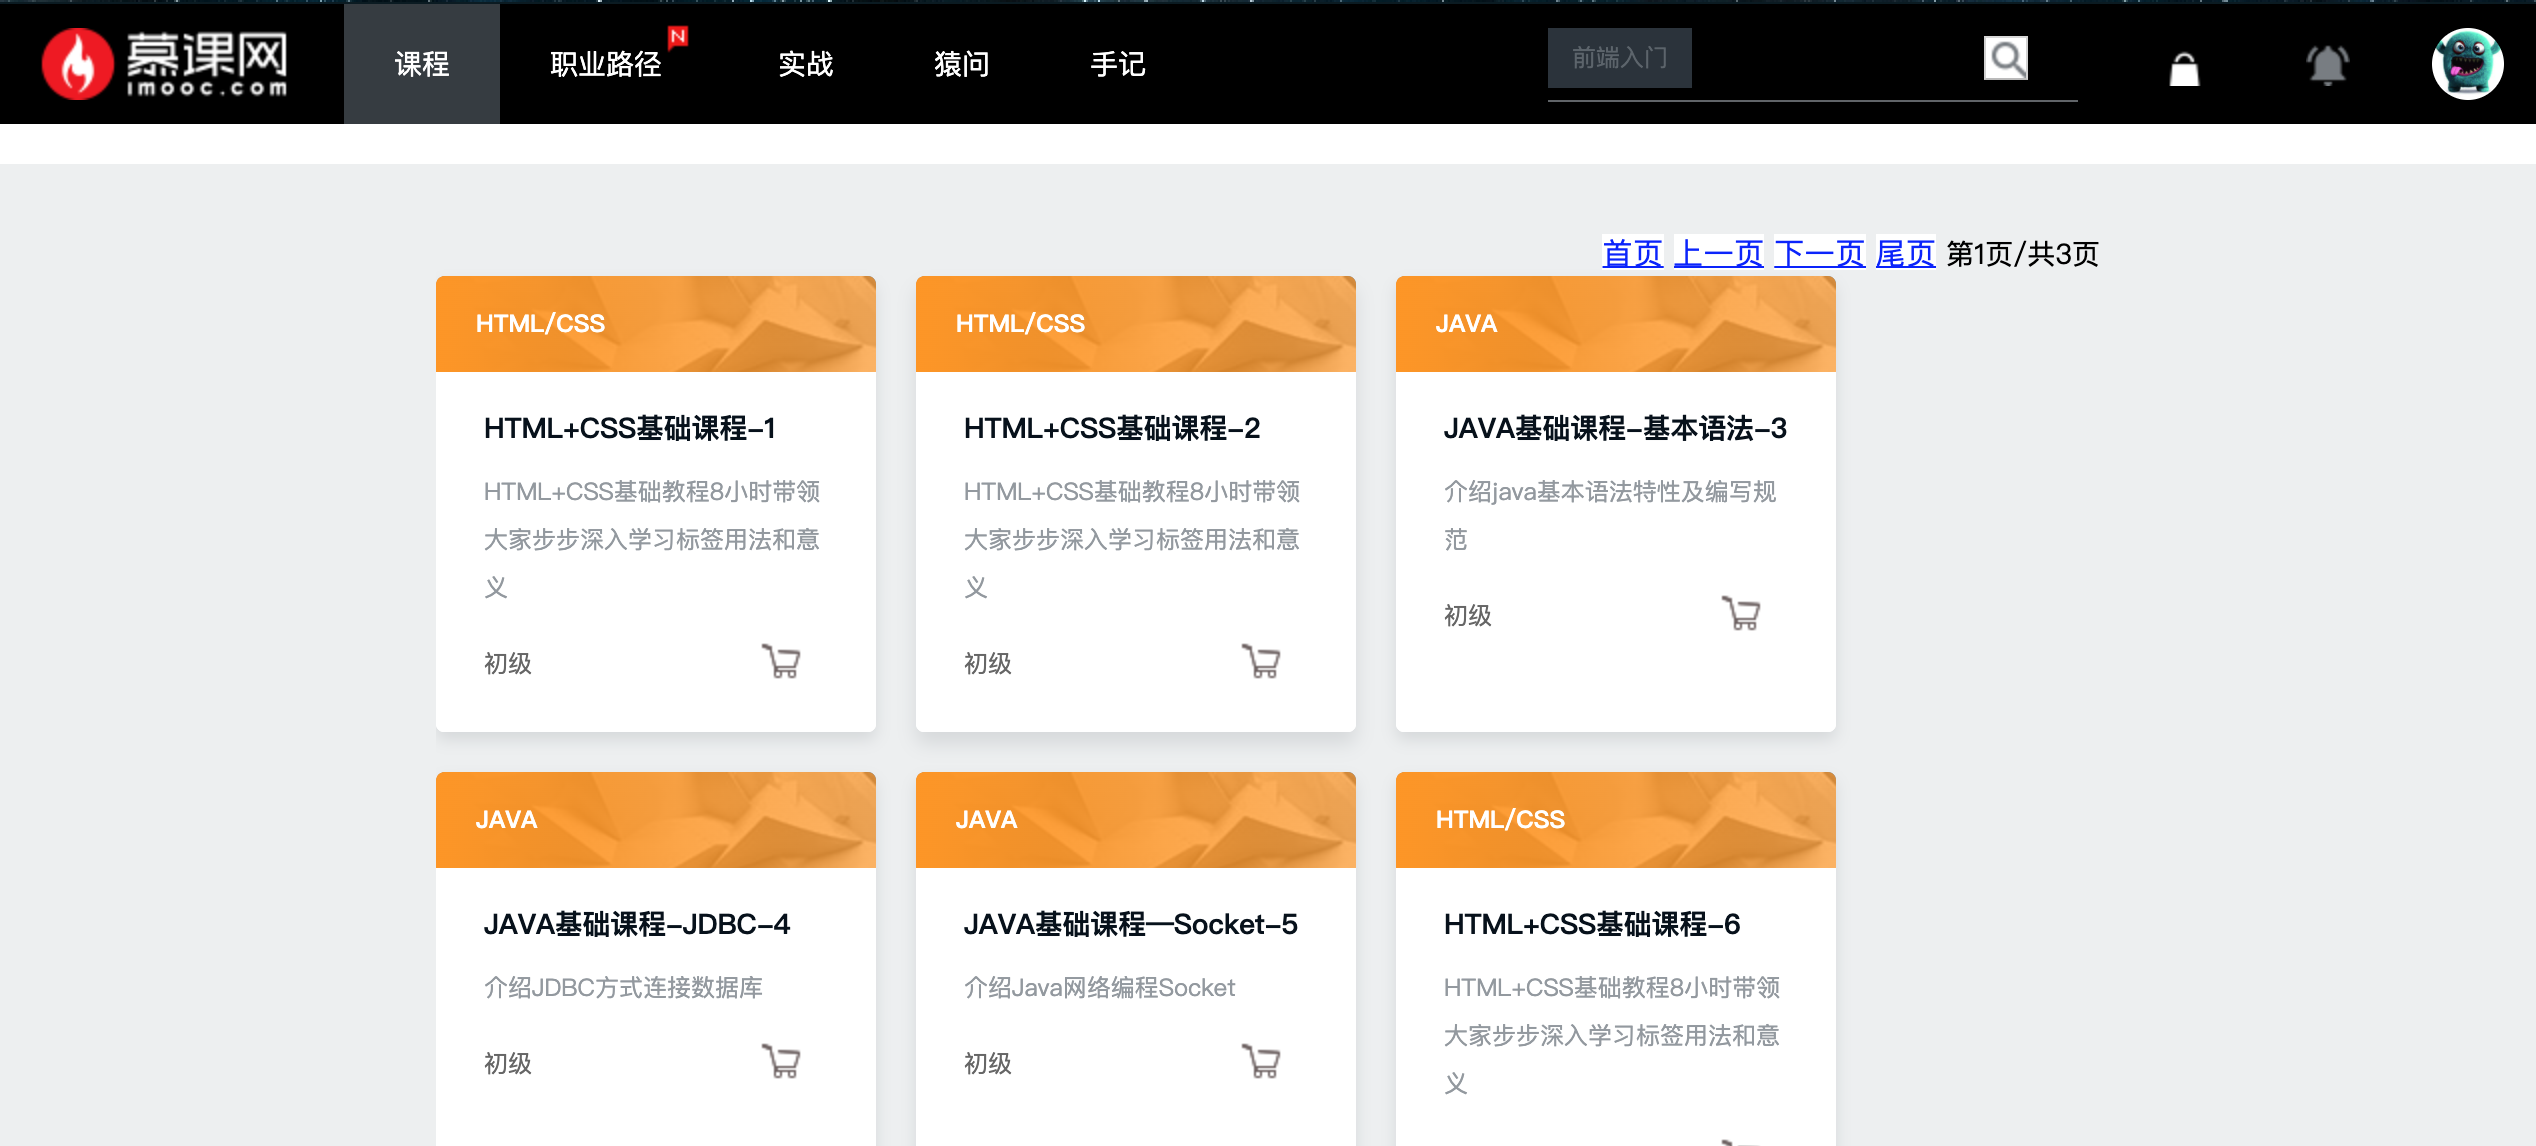 慕课网
imooc.com
课程
职业路径
N
实战
猿问
手记
前端入门
首页 上一页 下一页 尾页 第1页/共3页
HTML/CSS
HTML+CSS基础课程-1
HTML+CSS基础教程8小时带领
大家步步深入学习标签用法和意
义
初级
HTML/CSS
HTML+CSS基础课程-2
HTML+CSS基础教程8小时带领
大家步步深入学习标签用法和意
义
初级
JAVA
JAVA基础课程-基本语法-3
介绍java基本语法特性及编写规
范
初级
JAVA
JAVA基础课程-JDBC-4
介绍JDBC方式连接数据库
初级
JAVA
JAVA基础课程—Socket-5
介绍Java网络编程Socket
初级
HTML/CSS
HTML+CSS基础课程-6
HTML+CSS基础教程8小时带领
大家步步深入学习标签用法和意
义